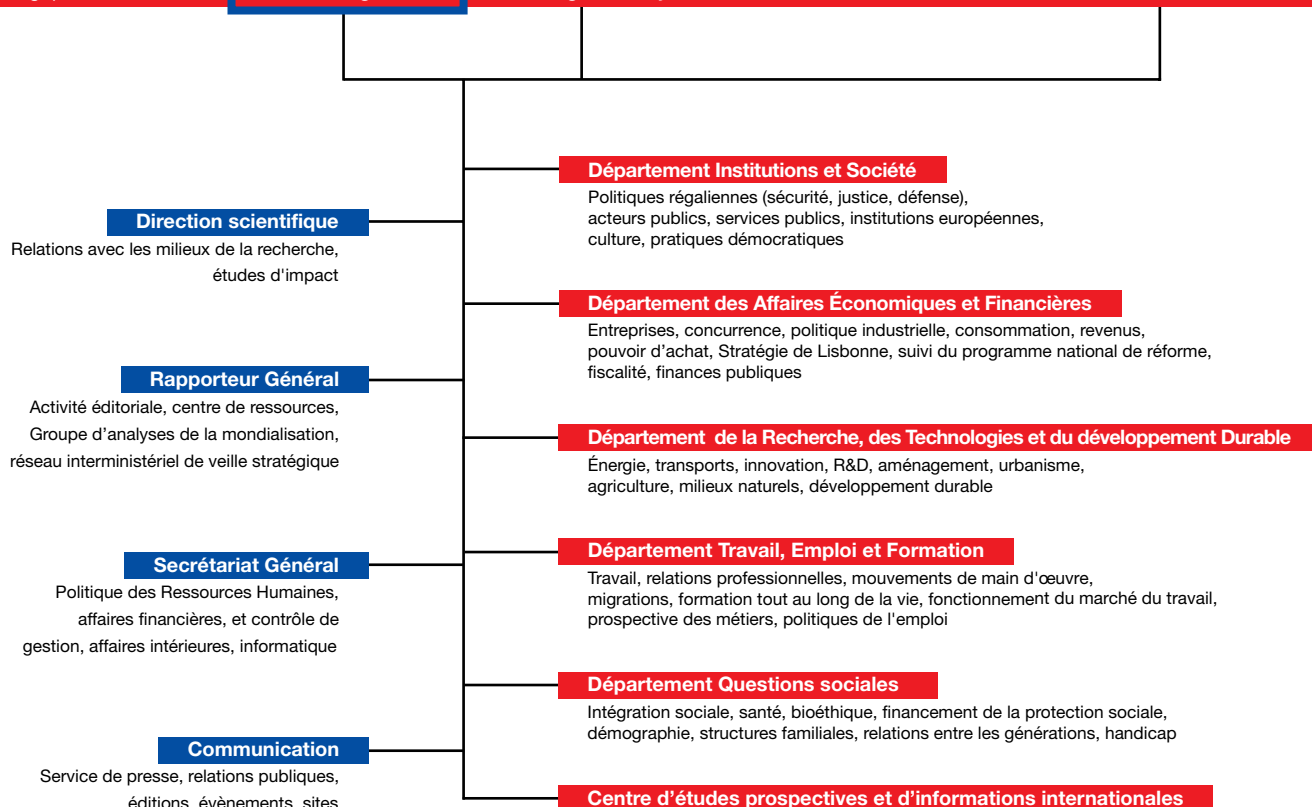 Département Institutions et Société
Politiques régaliennes (sécurité, justice, défense),
acteurs publics, services publics, institutions européennes,
culture, pratiques démocratiques
Direction scientifique
Relations avec les milieux de la recherche,
études d'impact
Département des Affaires Économiques et Financières
Entreprises, concurrence, politique industrielle, consommation, revenus,
pouvoir d’achat, Stratégie de Lisbonne, suivi du programme national de réforme,
fiscalité, finances publiques
Rapporteur Général
Activité éditoriale, centre de ressources,
Groupe d’analyses de la mondialisation,
réseau interministériel de veille stratégique
Département de la Recherche, des Technologies et du développement Durable
Énergie, transports, innovation, R&D, aménagement, urbanisme,
agriculture, milieux naturels, développement durable
Département Travail, Emploi et Formation
Travail, relations professionnelles, mouvements de main d'œuvre,
migrations, formation tout au long de la vie, fonctionnement du marché du travail,
prospective des métiers, politiques de l'emploi
Secrétariat Général
Politique des Ressources Humaines,
affaires financières, et contrôle de
gestion, affaires intérieures, informatique
Département Questions sociales
Intégration sociale, santé, bioéthique, financement de la protection sociale,
démographie, structures familiales, relations entre les générations, handicap
Communication
Service de presse, relations publiques,
éditions, évènements, sites
Centre d’études prospectives et d’informations internationales